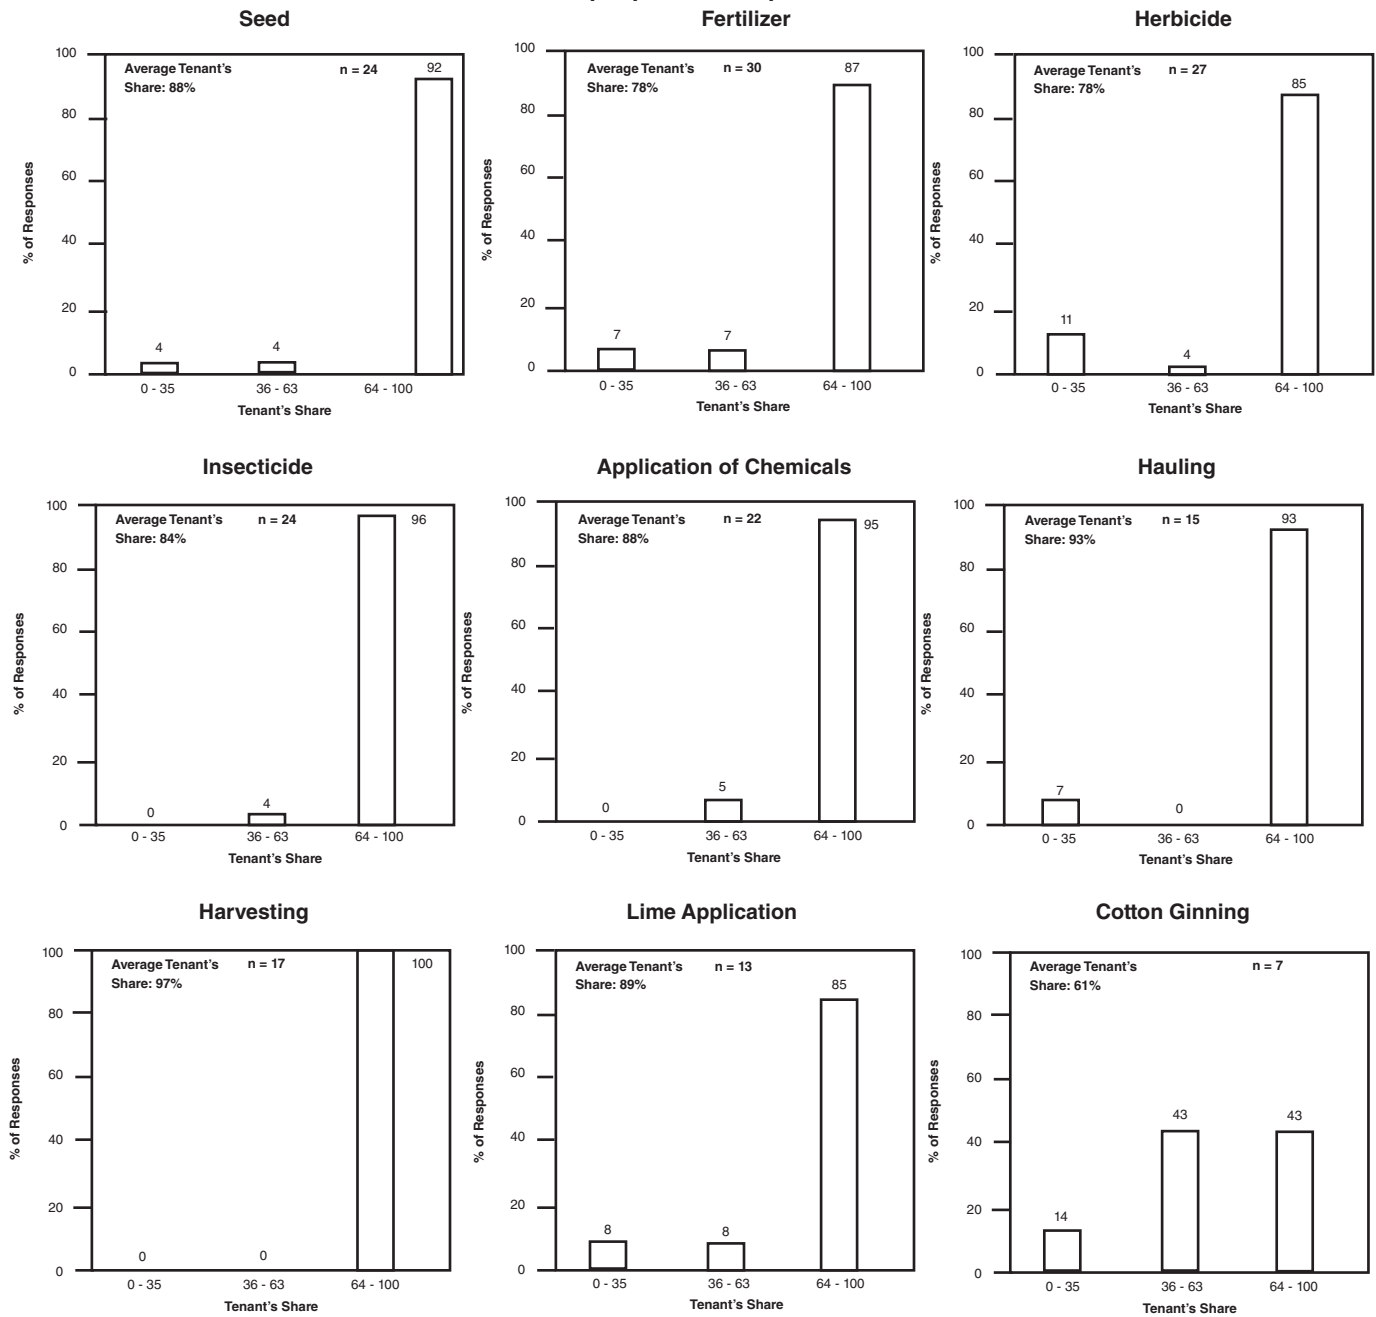 Seed
Average Tenant's
Share: 88%
n = 24
92
4
4
100
80
60
40
20
0
% of Responses
0 - 35
36 - 63
64 - 100
Tenant's Share
Fertilizer
Average Tenant's
Share: 78%
n = 30
87
7
7
100
80
60
40
20
0
% of Responses
0 - 35
36 - 63
64 - 100
Tenant's Share
Herbicide
Average Tenant's
Share: 78%
n = 27
85
11
4
100
80
60
40
20
0
% of Responses
0 - 35
36 - 63
64 - 100
Tenant's Share
Insecticide
Average Tenant's
Share: 84%
n = 24
96
0
4
100
80
60
40
20
0
% of Responses
0 - 35
36 - 63
64 - 100
Tenant's Share
Application of Chemicals
Average Tenant's
Share: 88%
n = 22
95
0
5
100
80
60
40
20
0
% of Responses
0 - 35
36 - 63
64 - 100
Tenant's Share
Hauling
Average Tenant's
Share: 93%
n = 15
93
7
0
100
80
60
40
20
0
% of Responses
0 - 35
36 - 63
64 - 100
Tenant's Share
Harvesting
Average Tenant's
Share: 97%
n = 17
100
0
0
100
80
60
40
20
0
% of Responses
0 - 35
36 - 63
64 - 100
Tenant's Share
Lime Application
Average Tenant's
Share: 89%
n = 13
85
8
8
100
80
60
40
20
0
% of Responses
0 - 35
36 - 63
64 - 100
Tenant's Share
Cotton Ginning
Average Tenant's
Share: 61%
n = 7
14
43
43
100
80
60
40
20
0
% of Responses
0 - 35
36 - 63
64 - 100
Tenant's Share